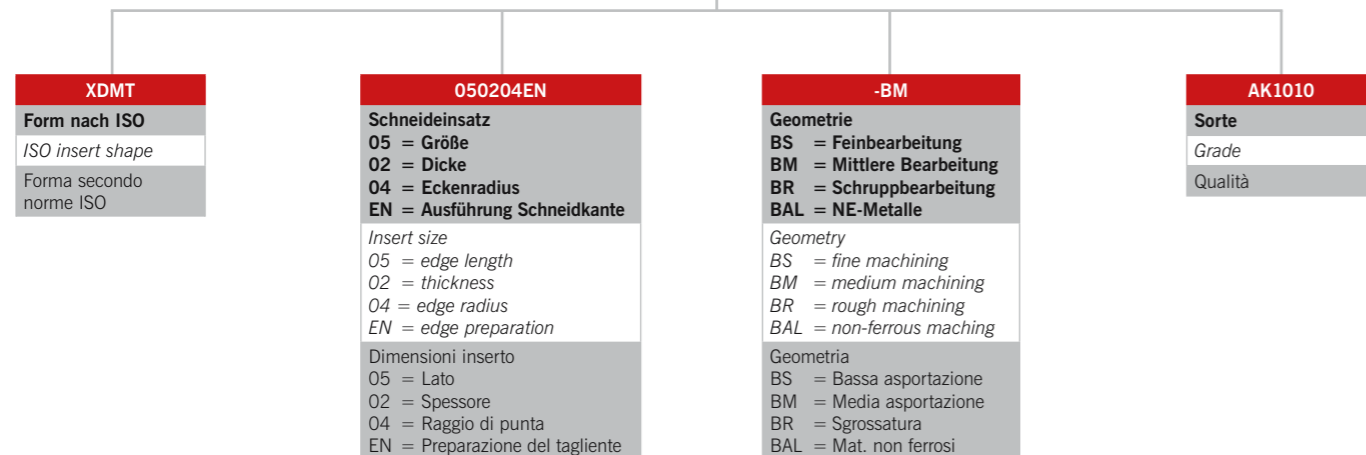 XDMT
Form nach ISO
ISO insert shape
Forma secondo
norme ISO
050204EN
Schneideinsatz
05 = Größe
02 = Dicke
04 = Eckenradius
EN = Ausführung Schneidkante
Insert size
05 = edge length
02 = thickness
04 = edge radius
EN = edge preparation
Dimensioni inserto
05 = Lato
02 = Spessore
04 = Raggio di punta
EN = Preparazione del tagliente
-BM
Geometrie
BS = Feinbearbeitung
BM = Mittlere Bearbeitung
BR = Schruppbearbeitung
BAL = NE-Metalle
Geometry
BS = fine machining
BM = medium machining
BR = rough machining
BAL = non-ferrous maching
Geometria
BS = Bassa asportazione
BM = Media asportazione
BR = Sgrossatura
BAL = Mat. non ferrosi
AK1010
Sorte
Grade
Qualità